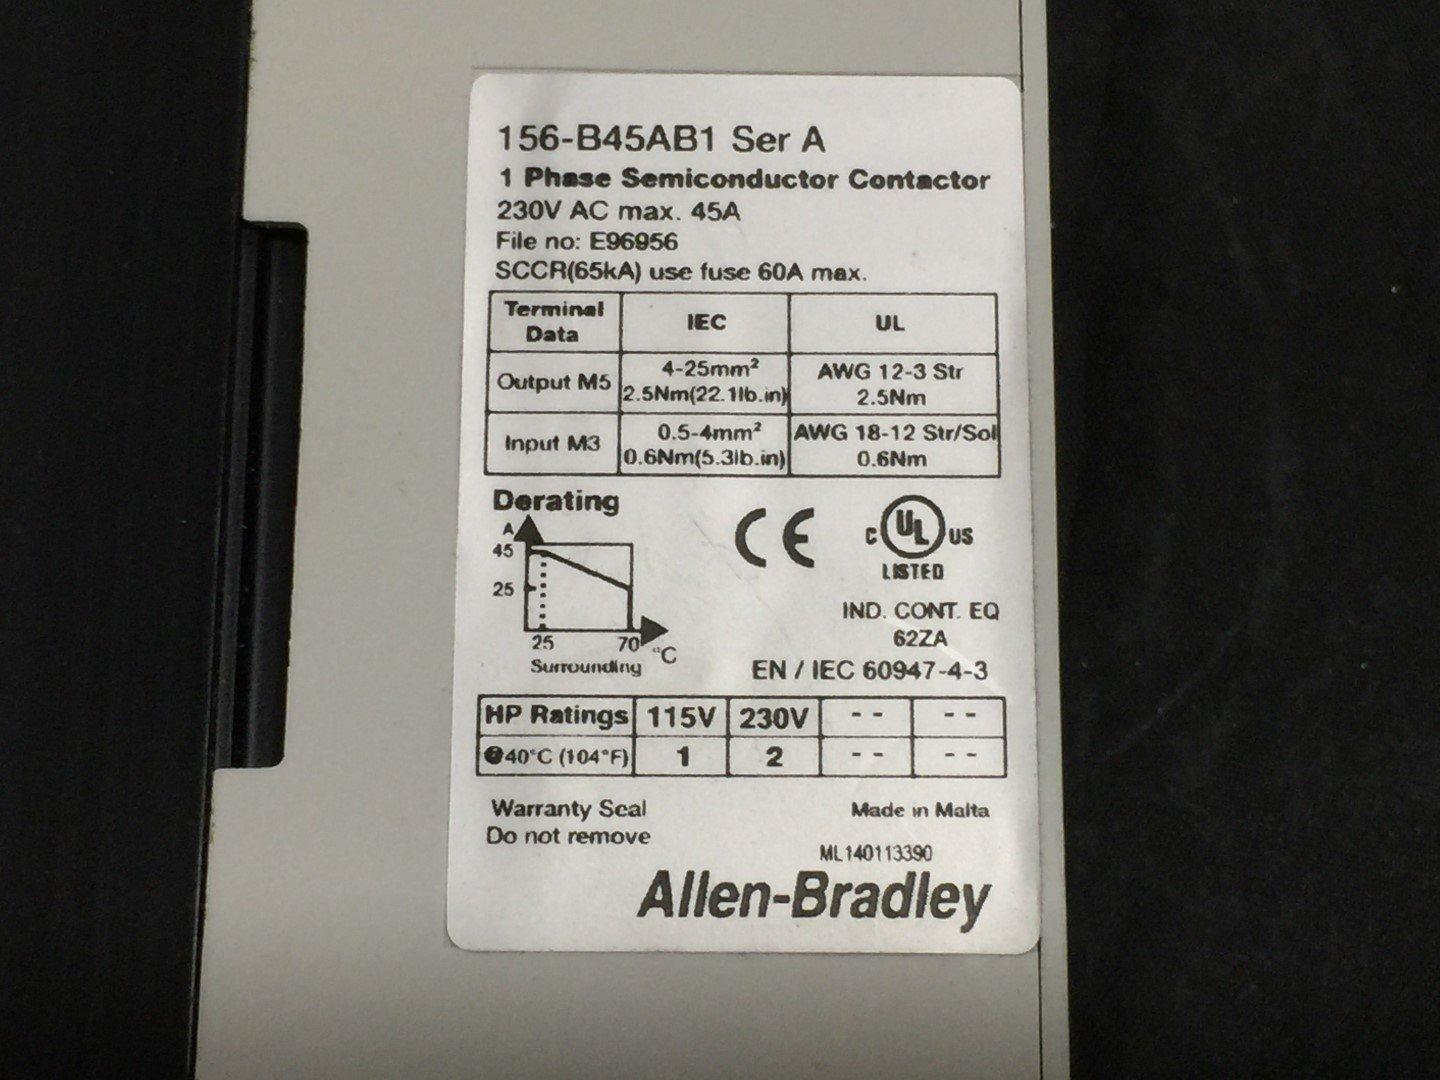 156-B45AB1 Ser A
1 Phase Semiconductor Contactor
230V AC max. 45A
File no: E96956
SCCR(65kA) use fuse 60A max.
Terminal Data IEC UL
Output M5 4-25mm² 2.5Nm(22.1lb.in) AWG 12-3 Str 2.5Nm
Input M3 0.5-4mm² 0.6Nm(5.3lb.in) AWG 18-12 Str/Sol 0.6Nm
Derating
A
45
25
25 70 °C
Surrounding
CE
C UL US
LISTED
IND. CONT. EQ
62ZA
EN / IEC 60947-4-3
HP Ratings 115V 230V - - - -
@40°C (104°F) 1 2 - - - -
Warranty Seal
Do not remove
Made in Malta
ML140113390
Allen-Bradley